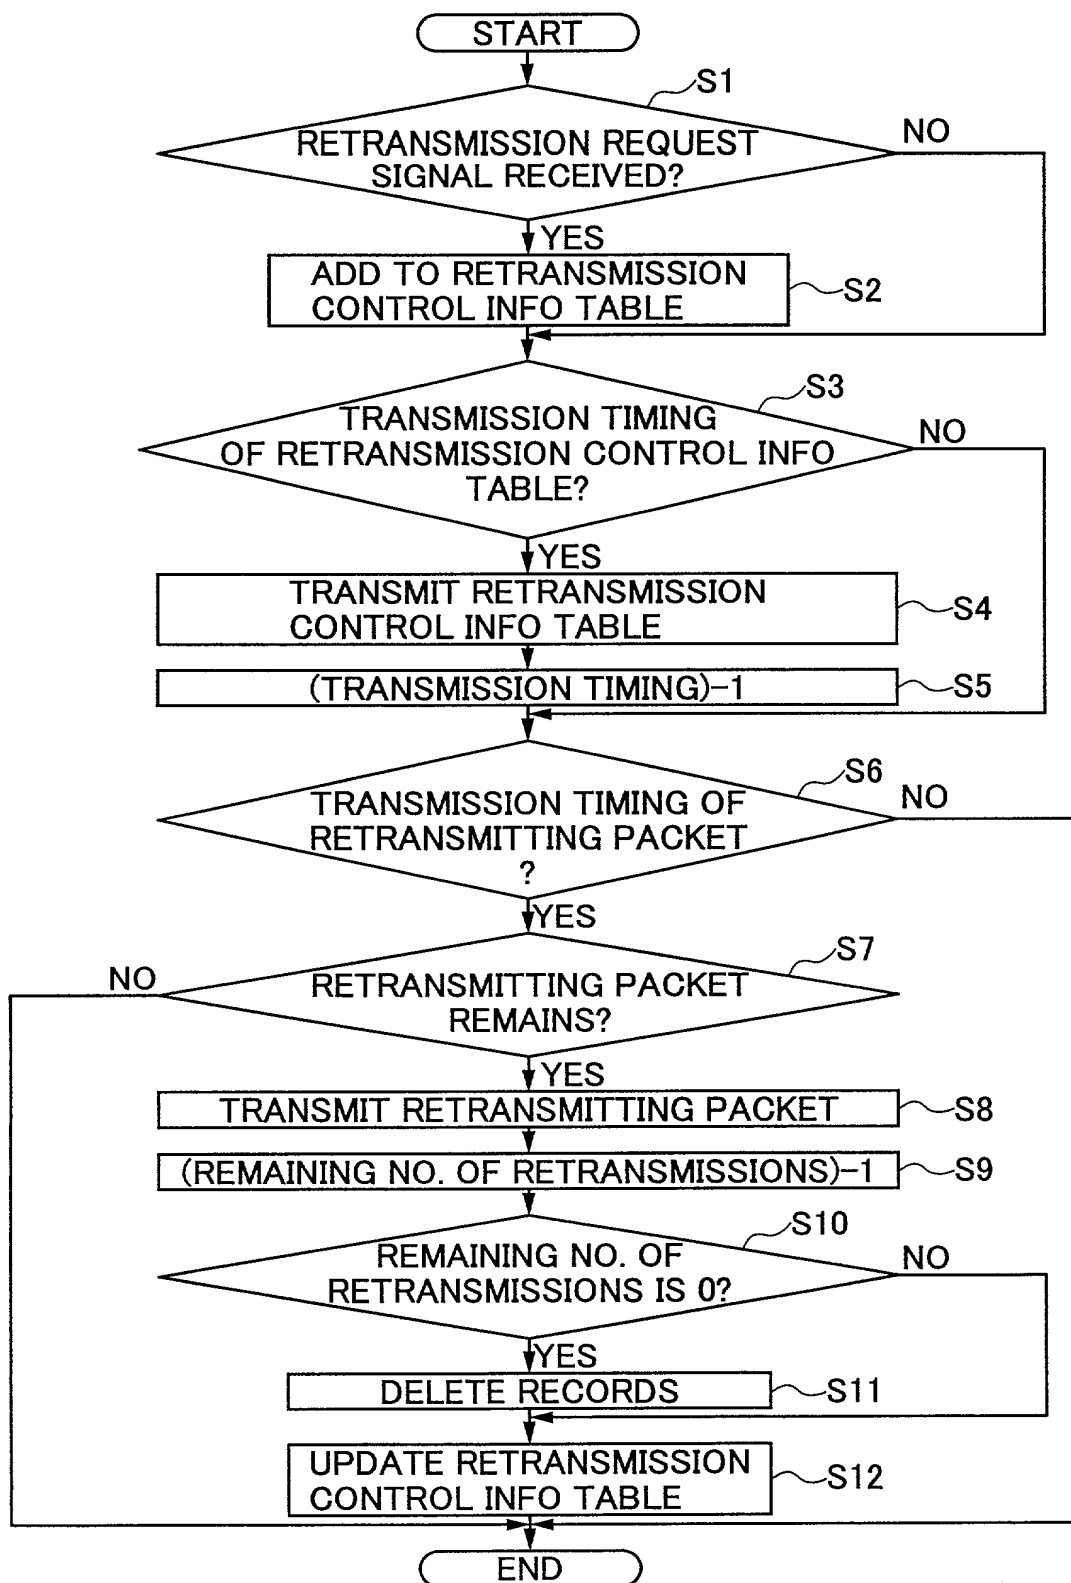 START
S1
RETRANSMISSION REQUEST
SIGNAL RECEIVED?
NO
YES
ADD TO RETRANSMISSION
CONTROL INFO TABLE
S2
S3
TRANSMISSION TIMING
OF RETRANSMISSION CONTROL INFO
TABLE?
NO
YES
TRANSMIT RETRANSMISSION
CONTROL INFO TABLE
S4
(TRANSMISSION TIMING)-1
S5
S6
TRANSMISSION TIMING OF
RETRANSMITTING PACKET
?
NO
YES
S7
NO
RETRANSMITTING PACKET
REMAINS?
YES
TRANSMIT RETRANSMITTING PACKET
S8
(REMAINING NO. OF RETRANSMISSIONS)-1
S9
S10
REMAINING NO. OF
RETRANSMISSIONS IS 0?
NO
YES
DELETE RECORDS
S11
UPDATE RETRANSMISSION
CONTROL INFO TABLE
S12
END